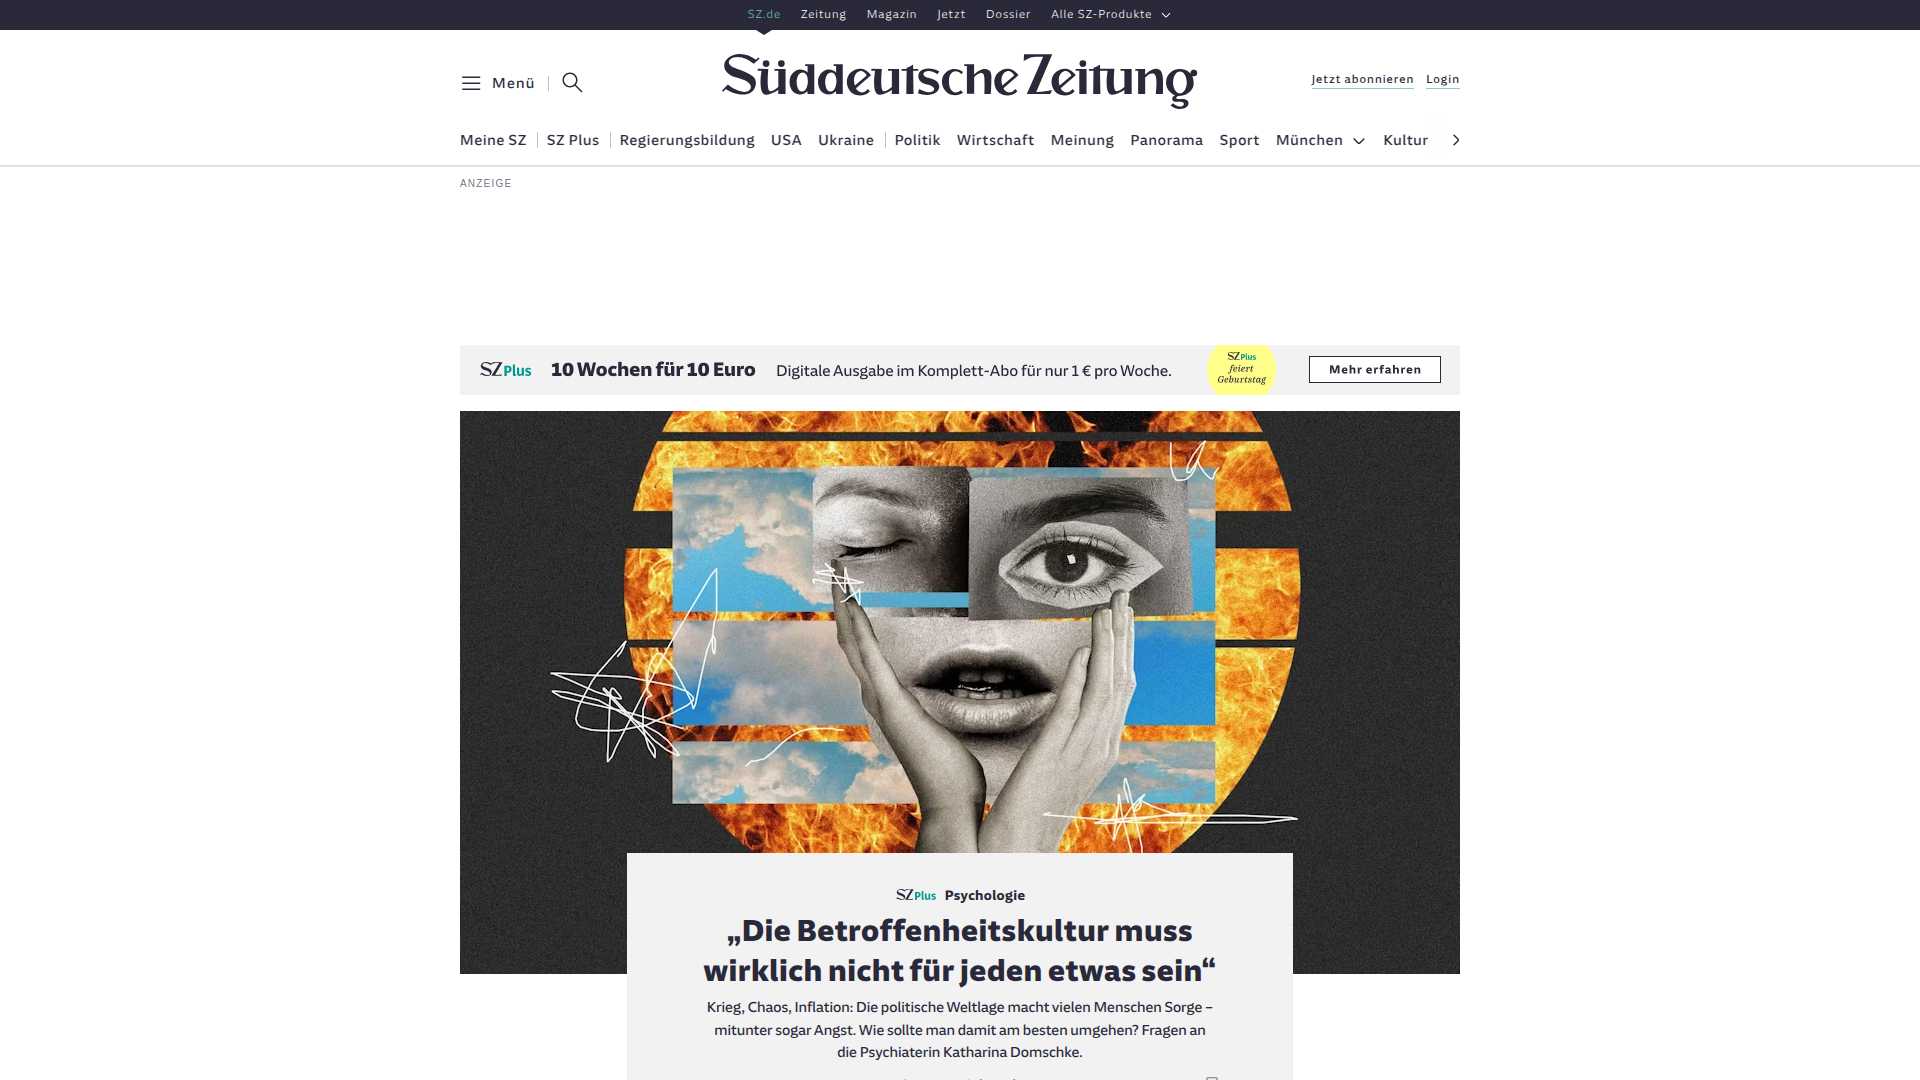 SZ.de Zeitung Magazin Jetzt Dossier Alle SZ-Produkte
Menü
Süddeutsche Zeitung
Jetzt abonnieren Login
Meine SZ SZ Plus Regierungsbildung USA Ukraine Politik Wirtschaft Meinung Panorama Sport München Kultur
ANZEIGE
SZ Plus 10 Wochen für 10 Euro Digitale Ausgabe im Komplett-Abo für nur 1 € pro Woche.
SZ Plus
feiert
Geburtstag
Mehr erfahren
SZ Plus Psychologie
„Die Betroffenheitskultur muss
wirklich nicht für jeden etwas sein“
Krieg, Chaos, Inflation: Die politische Weltlage macht vielen Menschen Sorge –
mitunter sogar Angst. Wie sollte man damit am besten umgehen? Fragen an
die Psychiaterin Katharina Domschke.